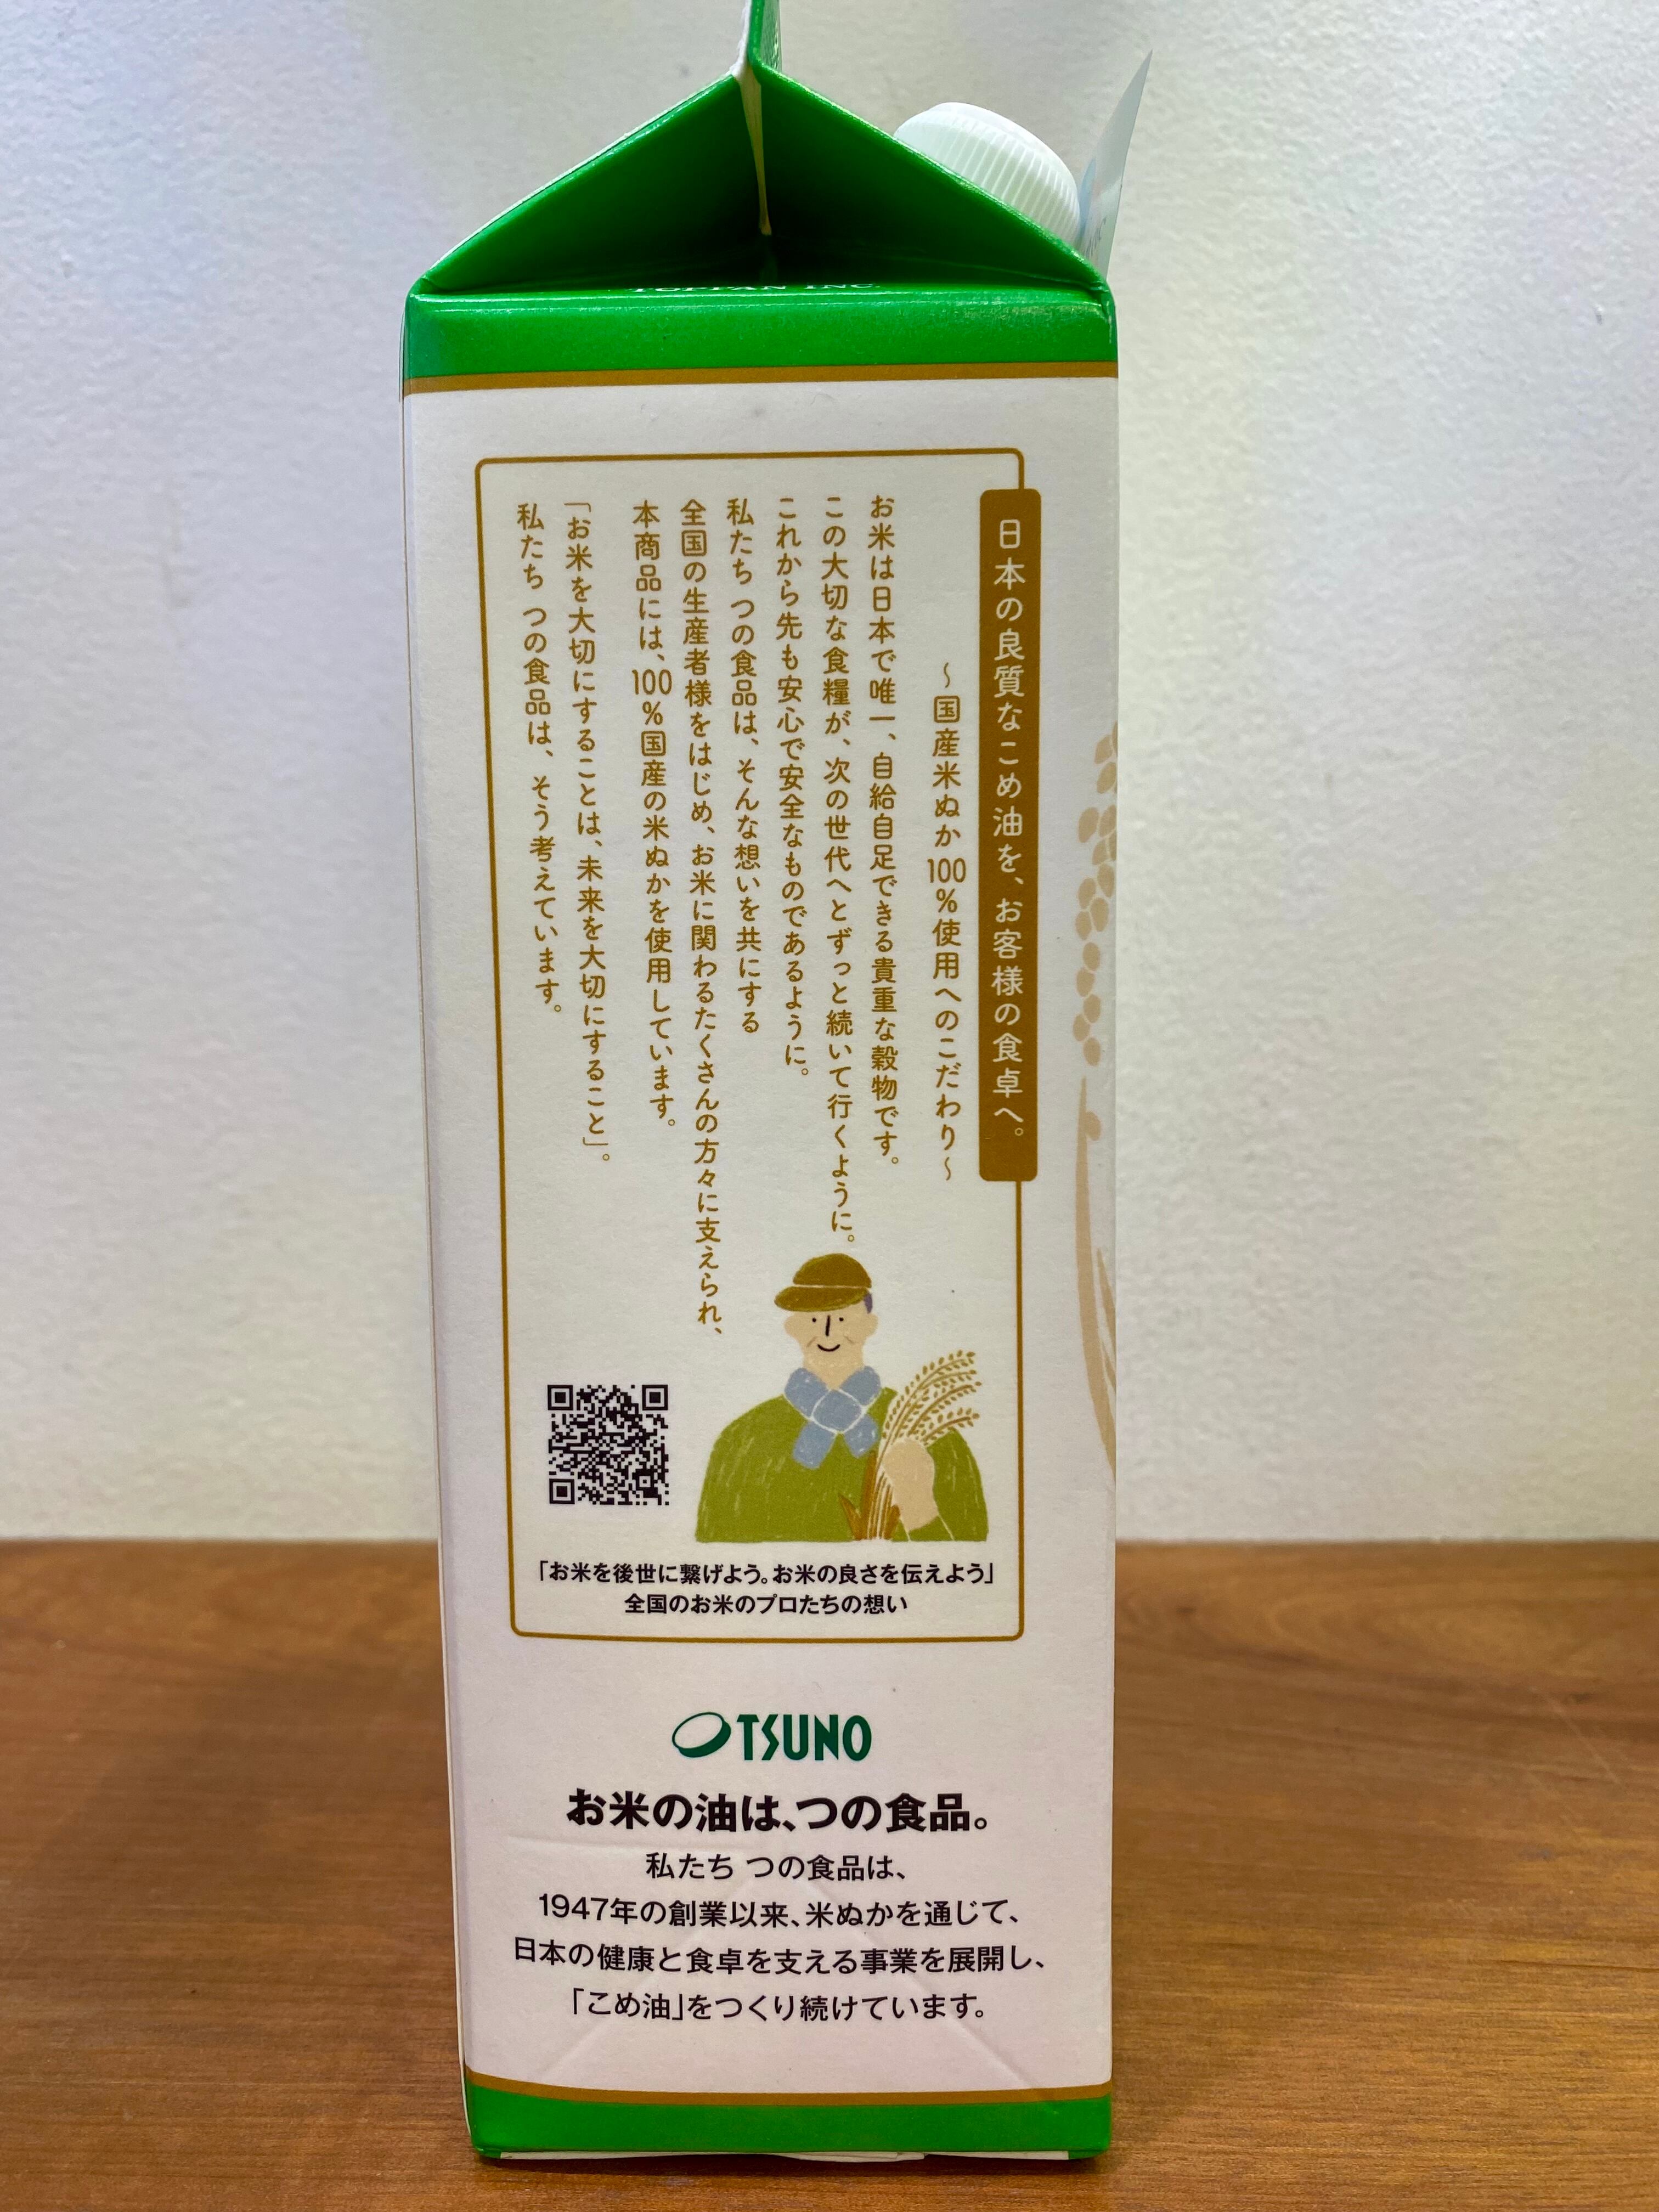 TOPPAN INC.
日本の良質なこめ油を、お客様の食卓へ。
～国産米ぬか100%使用へのこだわり～
お米は日本で唯一、自給自足できる貴重な穀物です。
この大切な食糧が、次の世代へとずっと続いて行くように。
これから先も安心で安全なものであるように。
私たち つの食品は、そんな想いを共にする
全国の生産者様をはじめ、お米に関わるたくさんの方々に支えられ、
本商品には、100%国産の米ぬかを使用しています。
「お米を大切にすることは、未来を大切にすること」。
私たち つの食品は、そう考えています。
「お米を後世に繋げよう。お米の良さを伝えよう」
全国のお米のプロたちの想い
TSUNO
お米の油は、つの食品。
私たち つの食品は、
1947年の創業以来、米ぬかを通じて、
日本の健康と食卓を支える事業を展開し、
「こめ油」をつくり続けています。